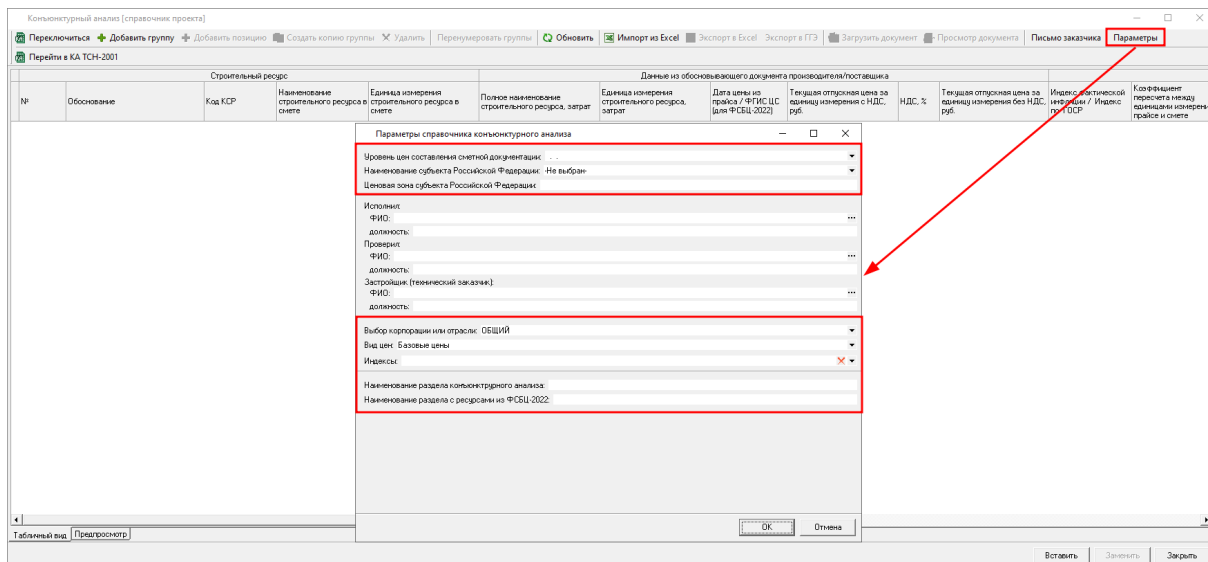 Конъюнктурный анализ [справочник проекта]
Переключиться Добавить группу Добавить позицию Создать копию группы Удалить Перенумеровать группы Обновить Импорт из Excel Экспорт в Excel Экспорт в ГГЭ Загрузить документ Просмотр документа Письмо заказчика Параметры
Перейти в КА ТСН-2001
Строительный ресурс Данные из обосновывающего документа производителя/поставщика
№ Обоснование Код КСР Наименование строительного ресурса в смете Единица измерения строительного ресурса в смете Полное наименование строительного ресурса, затрат Единица измерения строительного ресурса, затрат Дата цены из прайса / ФГИС ЦС (для ФСБЦ-2022) Текущая отпускная цена за единицу измерения с НДС, руб. НДС, % Текущая отпускная цена за единицу измерения без НДС, руб. Индекс фактической инфляции / Индекс по ГОСР Коэффициент пересчета между единицами измерени прайсе и смете
Параметры справочника конъюнктурного анализа
Уровень цен составления сметной документации: . .
Наименование субъекта Российской Федерации: -Не выбран-
Ценовая зона субъекта Российской Федерации:
Исполнил:
ФИО: ...
должность:
Проверил:
ФИО: ...
должность:
Застройщик (технический заказчик):
ФИО: ...
должность:
Выбор корпорации или отрасли: ОБЩИЙ
Вид цен: Базовые цены
Индексы:
Наименование раздела конъюнктрурного анализа:
Наименование раздела с ресурсами из ФСБЦ-2022:
OK Отмена
Табличный вид Предпросмотр
Вставить Заменить Закрыть